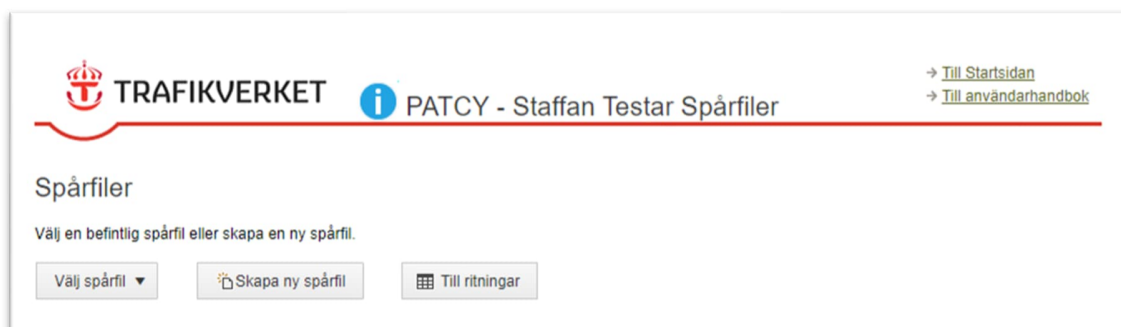 TRAFIKVERKET
PATCY - Staffan Testar Spårfiler
→ Till Startsidan
→ Till användarhandbok
Spårfiler
Välj en befintlig spårfil eller skapa en ny spårfil.
Välj spårfil ▼
Skapa ny spårfil
Till ritningar